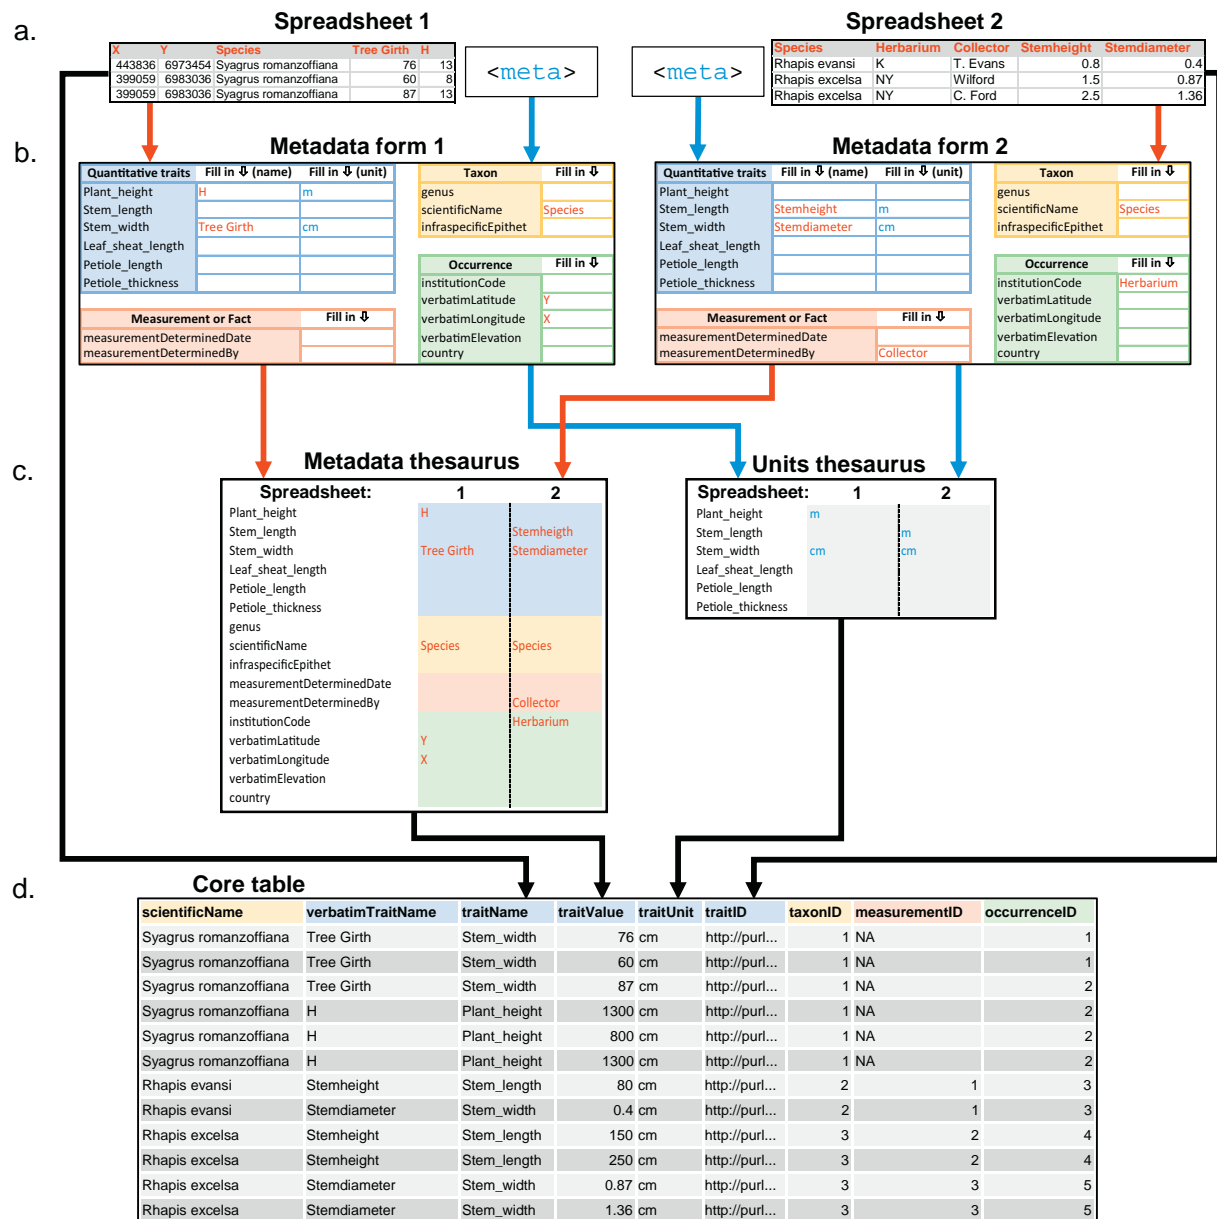 a.
Spreadsheet 1
X Y Species Tree Girth H
443836 6973454 Syagrus romanzoffiana 76 13
399059 6983036 Syagrus romanzoffiana 60 8
399059 6983036 Syagrus romanzoffiana 87 13
<meta>
<meta>
Spreadsheet 2
Species Herbarium Collector Stemheight Stemdiameter
Rhapis evansi K T. Evans 0.8 0.4
Rhapis excelsa NY Wilford 1.5 0.87
Rhapis excelsa NY C. Ford 2.5 1.36
b.
Metadata form 1
Quantitative traits Fill in ⇩ (name) Fill in ⇩ (unit)
Plant_height H m
Stem_length
Stem_width Tree Girth cm
Leaf_sheat_length
Petiole_length
Petiole_thickness
Measurement or Fact Fill in ⇩
measurementDeterminedDate
measurementDeterminedBy
Taxon Fill in ⇩
genus
scientificName Species
infraspecificEpithet
Occurrence Fill in ⇩
institutionCode
verbatimLatitude Y
verbatimLongitude X
verbatimElevation
country
Metadata form 2
Quantitative traits Fill in ⇩ (name) Fill in ⇩ (unit)
Plant_height
Stem_length Stemheight m
Stem_width Stemdiameter cm
Leaf_sheat_length
Petiole_length
Petiole_thickness
Measurement or Fact Fill in ⇩
measurementDeterminedDate
measurementDeterminedBy Collector
Taxon Fill in ⇩
genus
scientificName Species
infraspecificEpithet
Occurrence Fill in ⇩
institutionCode Herbarium
verbatimLatitude
verbatimLongitude
verbatimElevation
country
c.
Metadata thesaurus
Spreadsheet: 1 2
Plant_height H
Stem_length Stemheigth
Stem_width Tree Girth Stemdiameter
Leaf_sheat_length
Petiole_length
Petiole_thickness
genus
scientificName Species Species
infraspecificEpithet
measurementDeterminedDate
measurementDeterminedBy Collector
institutionCode Herbarium
verbatimLatitude Y
verbatimLongitude X
verbatimElevation
country
Units thesaurus
Spreadsheet: 1 2
Plant_height m
Stem_length m
Stem_width cm cm
Leaf_sheat_length
Petiole_length
Petiole_thickness
d.
Core table
scientificName verbatimTraitName traitName traitValue traitUnit traitID taxonID measurementID occurrenceID
Syagrus romanzoffiana Tree Girth Stem_width 76 cm http://purl... 1 NA 1
Syagrus romanzoffiana Tree Girth Stem_width 60 cm http://purl... 1 NA 1
Syagrus romanzoffiana Tree Girth Stem_width 87 cm http://purl... 1 NA 2
Syagrus romanzoffiana H Plant_height 1300 cm http://purl... 1 NA 2
Syagrus romanzoffiana H Plant_height 800 cm http://purl... 1 NA 2
Syagrus romanzoffiana H Plant_height 1300 cm http://purl... 1 NA 2
Rhapis evansi Stemheight Stem_length 80 cm http://purl... 2 1 3
Rhapis evansi Stemdiameter Stem_width 0.4 cm http://purl... 2 1 3
Rhapis excelsa Stemheight Stem_length 150 cm http://purl... 3 2 4
Rhapis excelsa Stemheight Stem_length 250 cm http://purl... 3 2 4
Rhapis excelsa Stemdiameter Stem_width 0.87 cm http://purl... 3 3 5
Rhapis excelsa Stemdiameter Stem_width 1.36 cm http://purl... 3 3 5